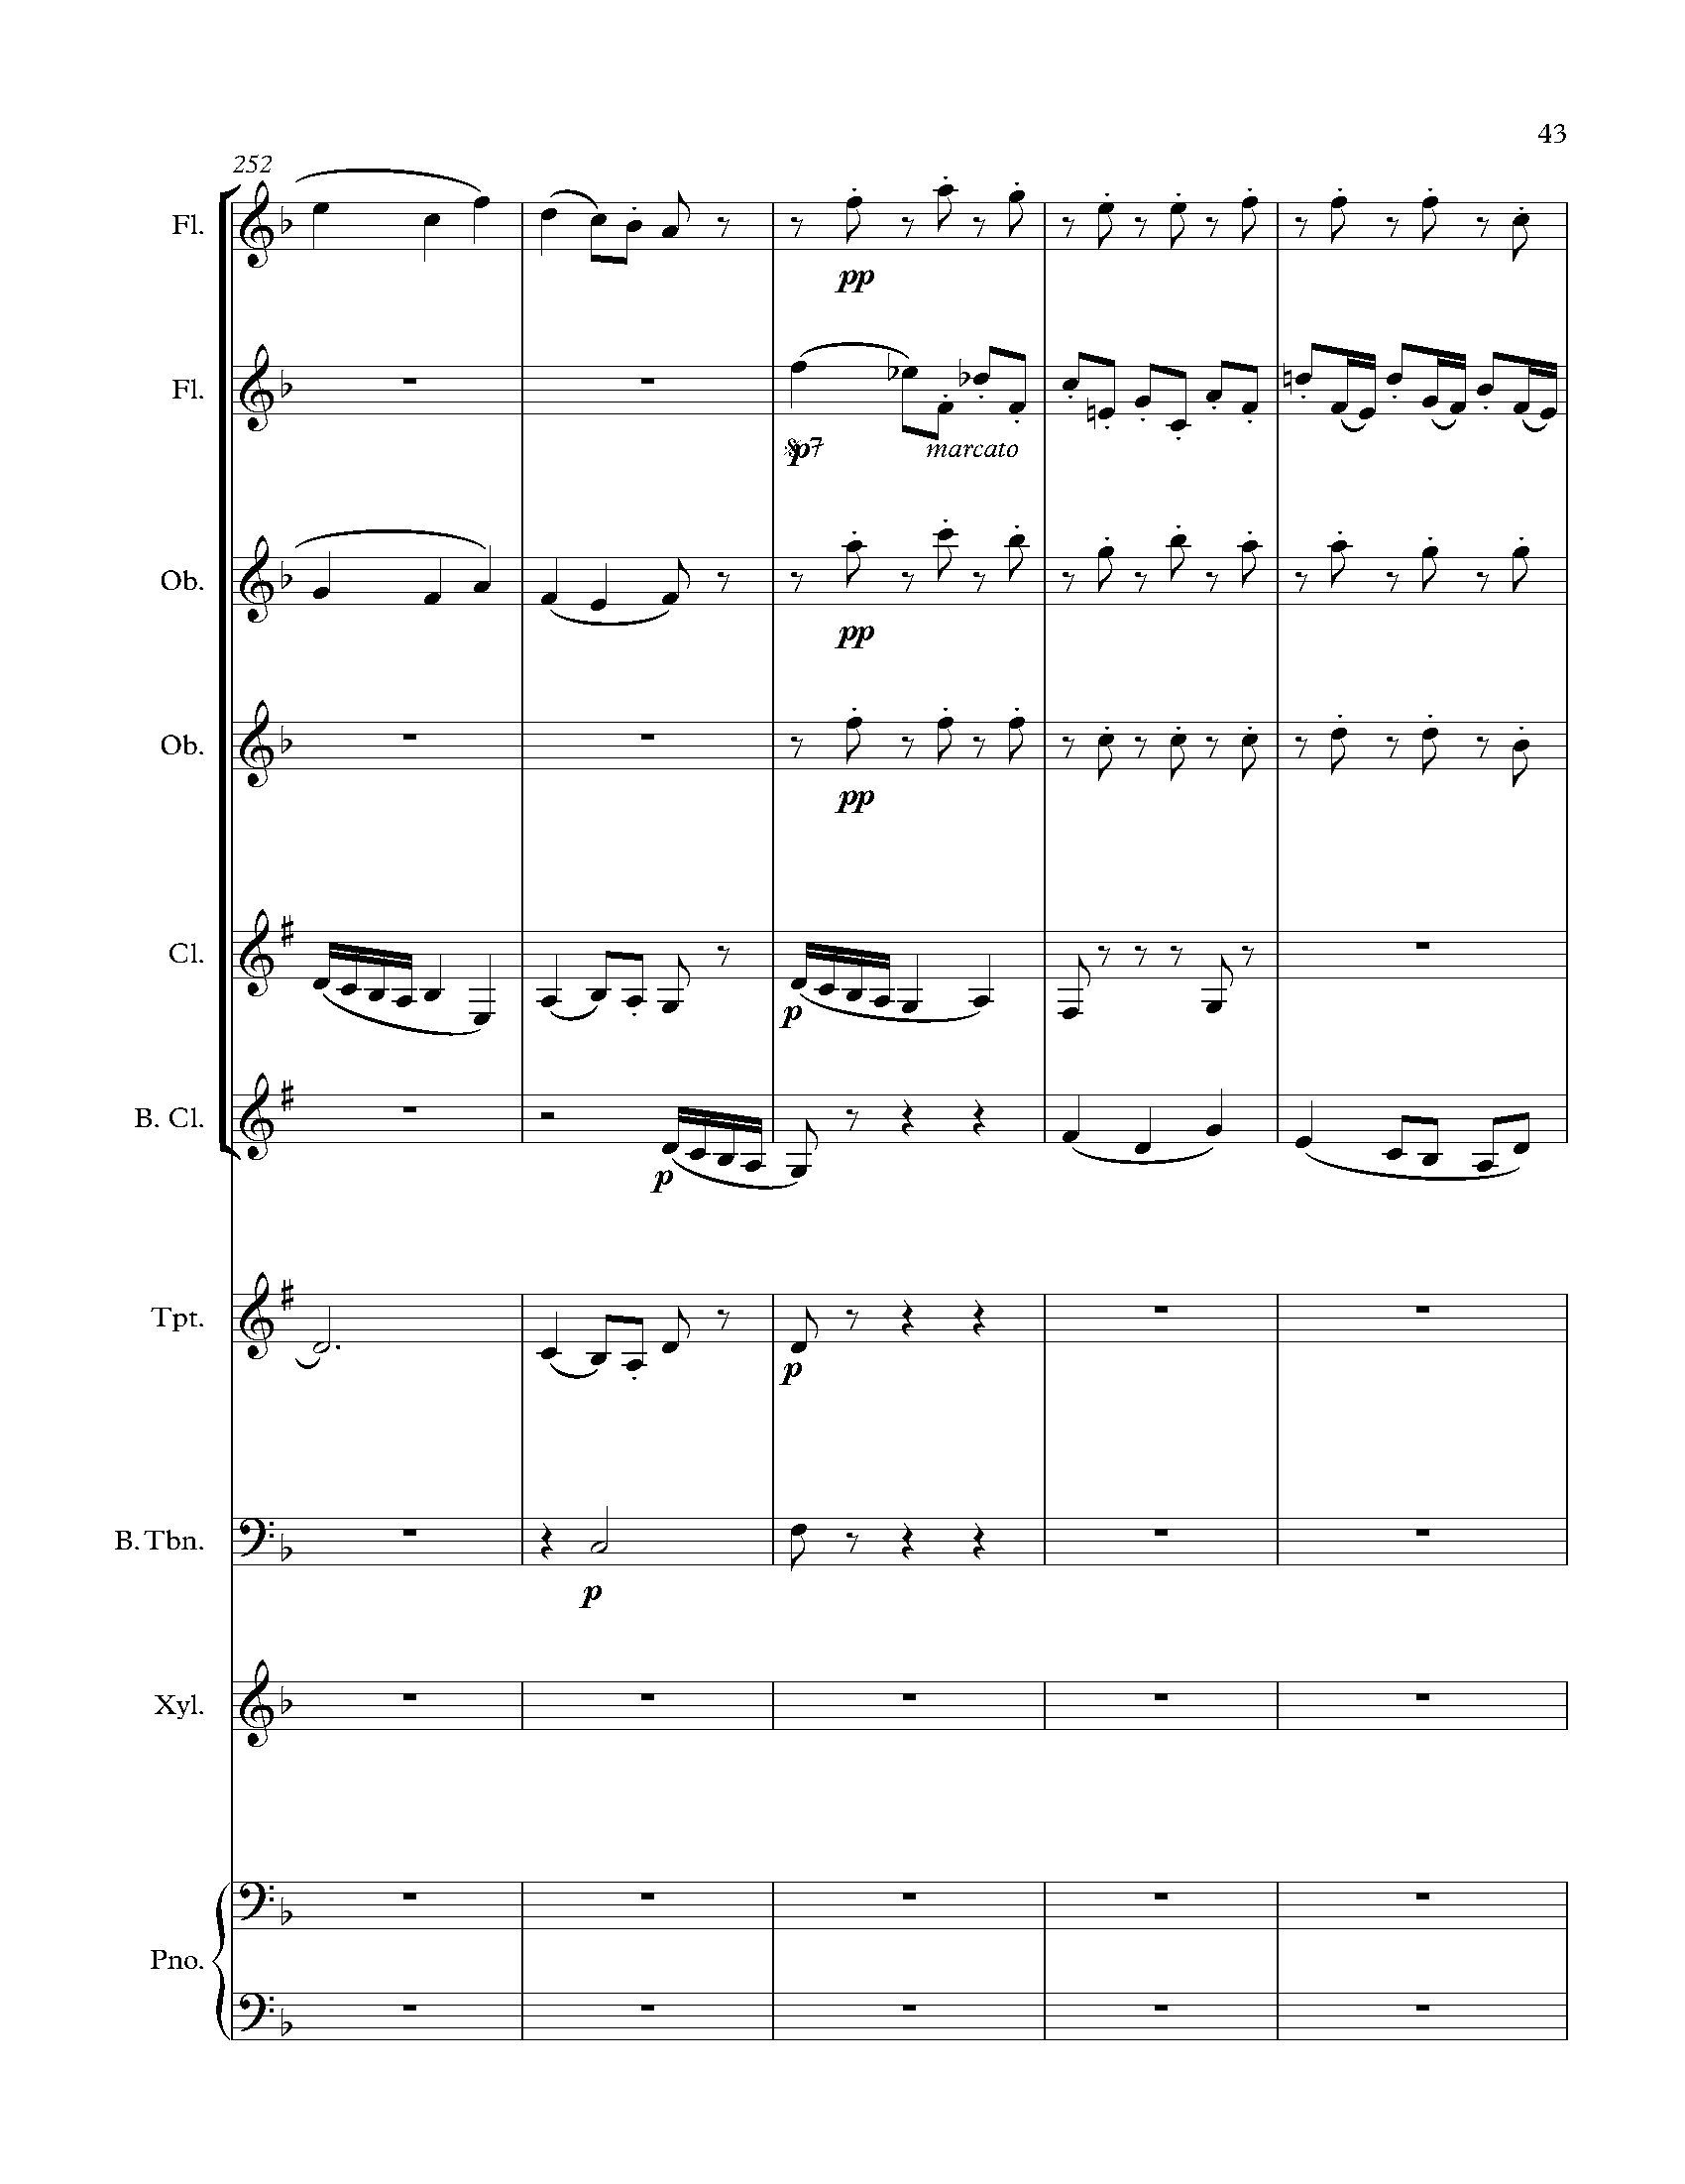 43
252
Fl.
pp
Fl.
p
marcato
Ob.
pp
Ob.
pp
Cl.
p
B. Cl.
p
Tpt.
p
B. Tbn.
p
Xyl.
Pno.